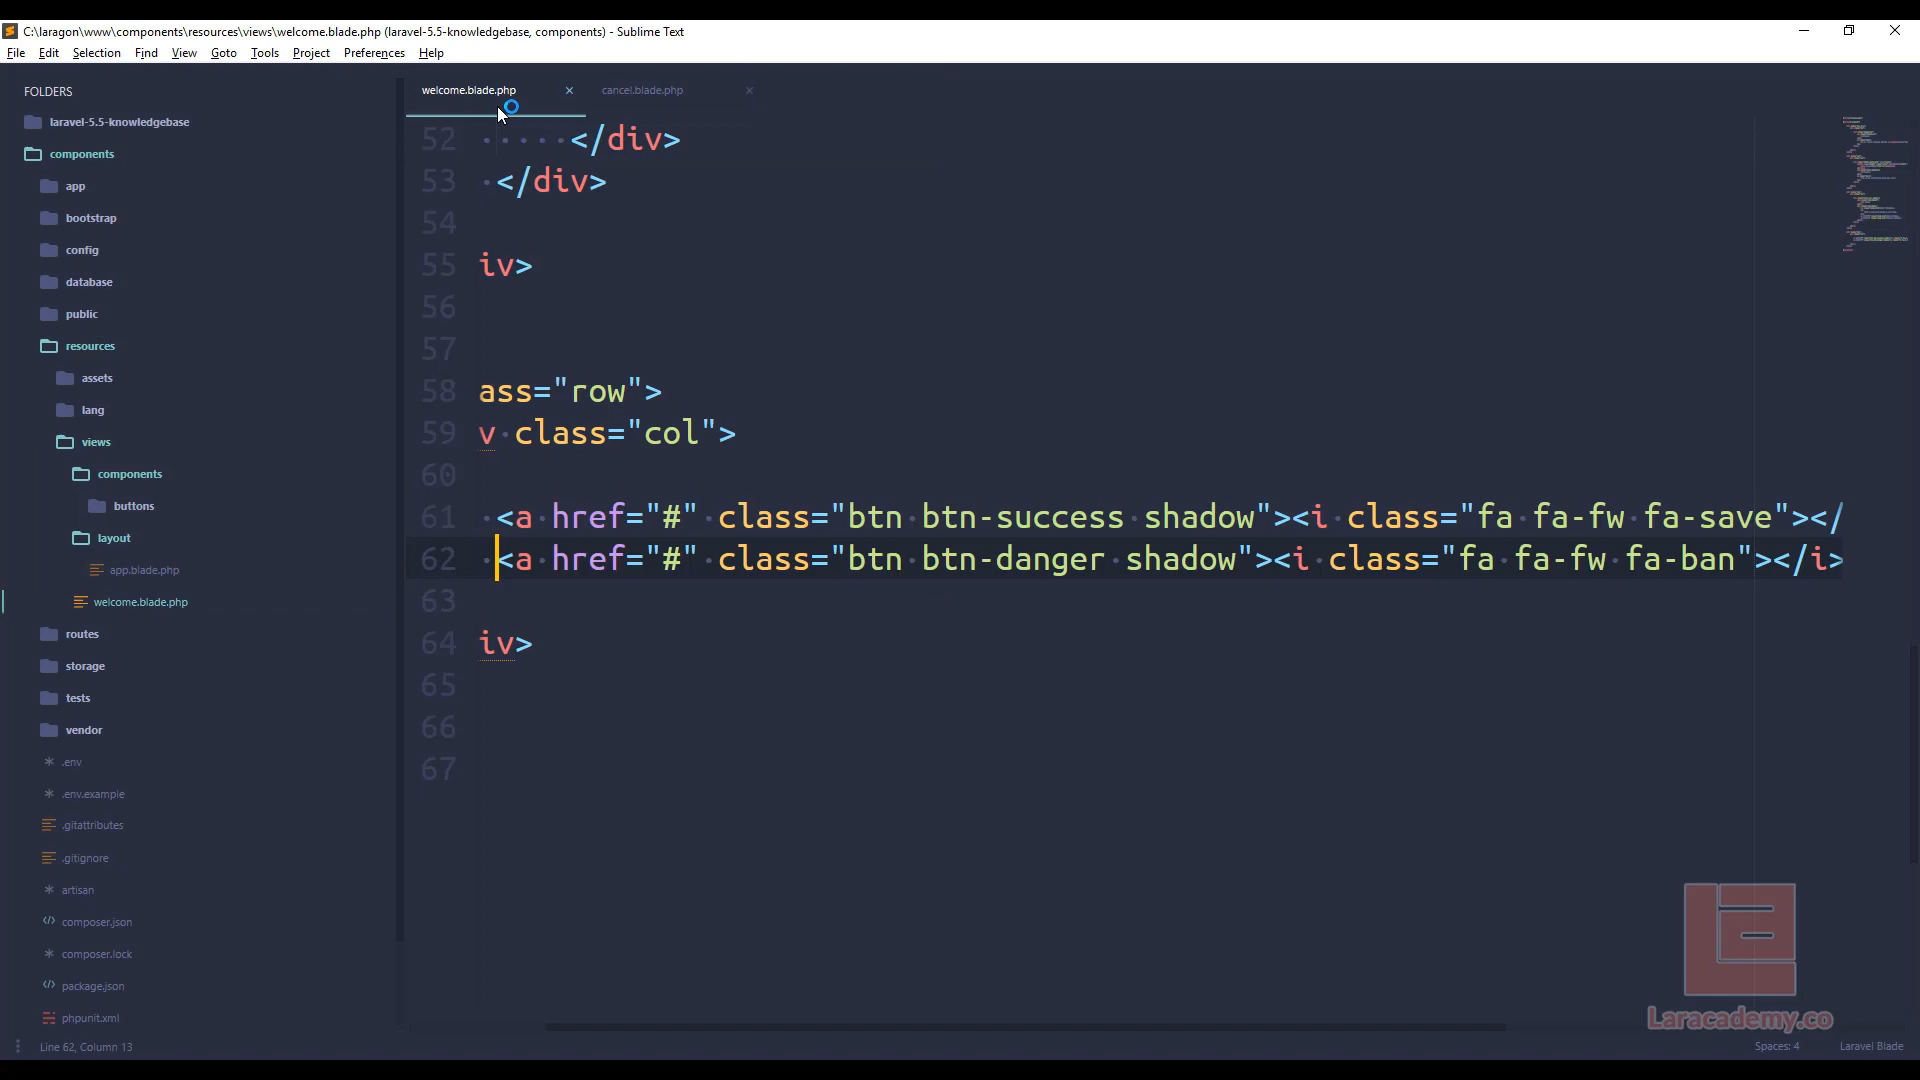 C:\laragon\www\components\resources\views\welcome.blade.php (laravel-5.5-knowledgebase, components) - Sublime Text
File Edit Selection Find View Goto Tools Project Preferences Help
FOLDERS
laravel-5.5-knowledgebase
components
app
bootstrap
config
database
public
resources
assets
lang
views
components
buttons
layout
app.blade.php
welcome.blade.php
routes
storage
tests
vendor
.env
.env.example
.gitattributes
.gitignore
artisan
composer.json
composer.lock
package.json
phpunit.xml
welcome.blade.php × cancel.blade.php ×
52 </div>
53 </div>
54
55 iv>
56
57
58 ass="row">
59 v class="col">
60
61 <a href="#" class="btn btn-success shadow"><i class="fa fa-fw fa-save"></
62 <a href="#" class="btn btn-danger shadow"><i class="fa fa-fw fa-ban"></i>
63
64 iv>
65
66
67
Laracademy.co
Line 62, Column 13
Spaces: 4
Laravel Blade